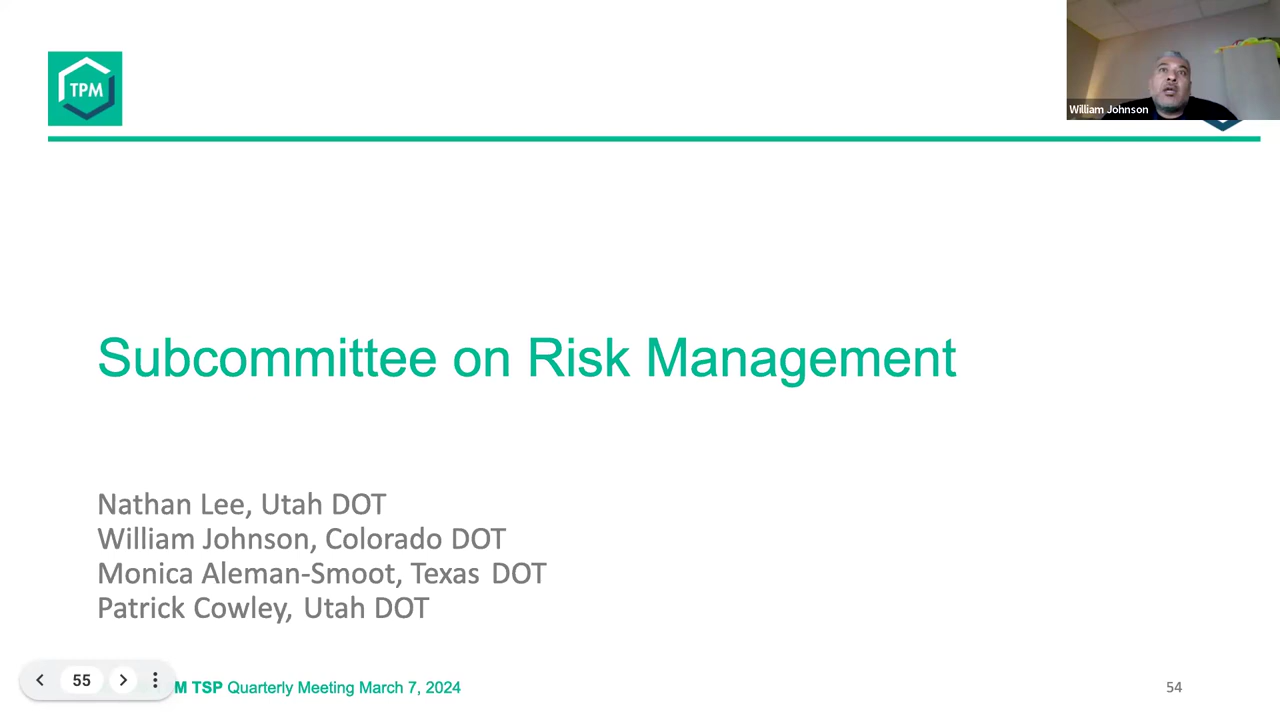 TPM
William Johnson
Subcommittee on Risk Management
Nathan Lee, Utah DOT
William Johnson, Colorado DOT
Monica Aleman-Smoot, Texas DOT
Patrick Cowley, Utah DOT
55
M TSP Quarterly Meeting March 7, 2024
54